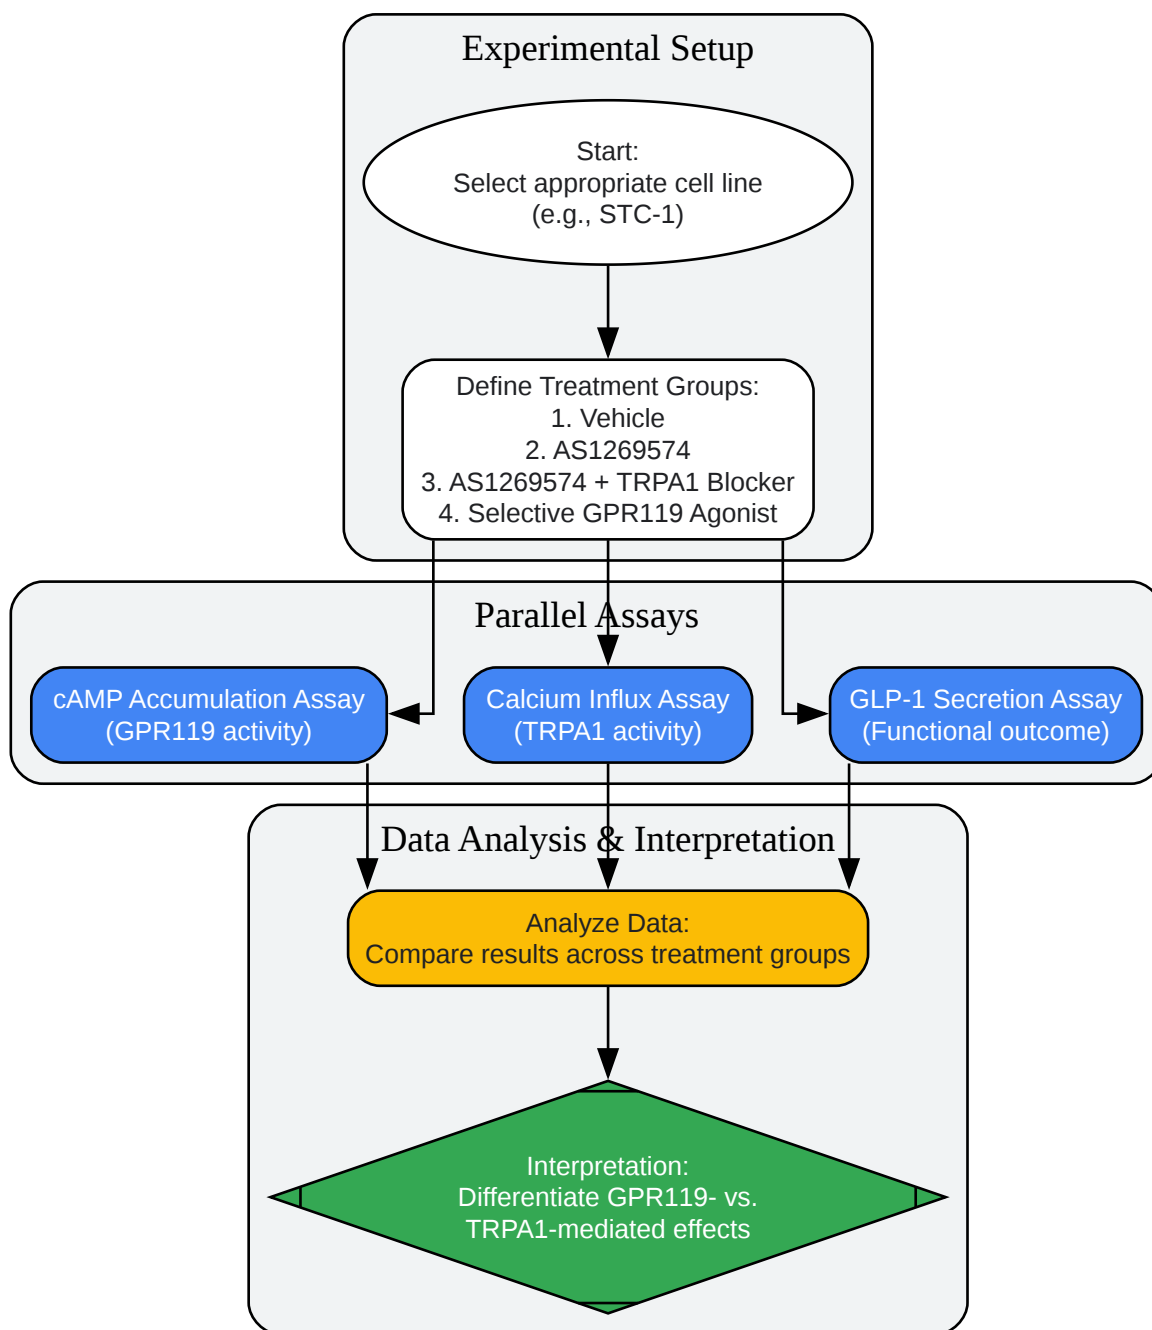 Experimental Setup
Start:
Select appropriate cell line
(e.g., STC-1)
Define Treatment Groups:
1. Vehicle
2. AS1269574
3. AS1269574 + TRPA1 Blocker
4. Selective GPR119 Agonist
Parallel Assays
cAMP Accumulation Assay
(GPR119 activity)
Calcium Influx Assay
(TRPA1 activity)
GLP-1 Secretion Assay
(Functional outcome)
Data Analysis & Interpretation
Analyze Data:
Compare results across treatment groups
Interpretation:
Differentiate GPR119- vs.
TRPA1-mediated effects